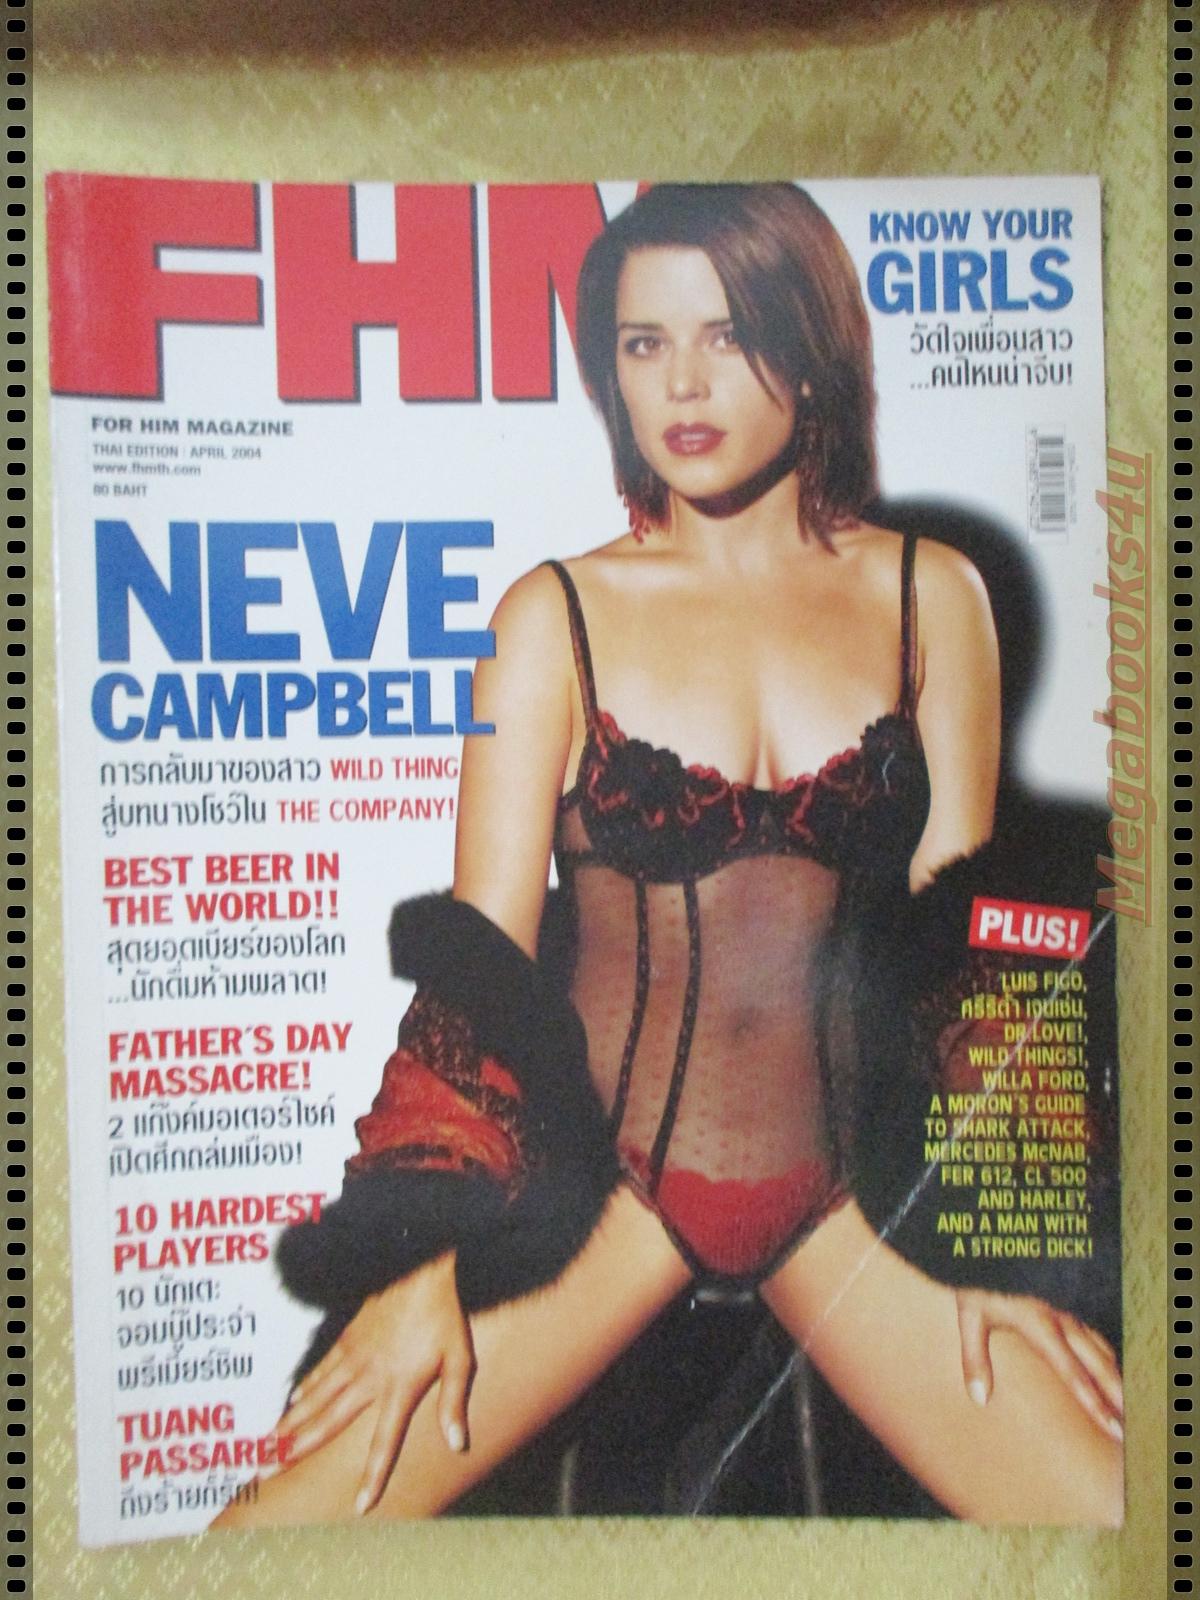 FHM
KNOW YOUR
GIRLS
วัดใจเพื่อนสาว
...คนไหนน่าจีบ!
FOR HIM MAGAZINE
THAI EDITION | APRIL 2004
www.fhmth.com
80 BAHT
NEVE
CAMPBELL
การกลับมาของสาว WILD THING
สู่บทนางโชว์ใน THE COMPANY!
BEST BEER IN
THE WORLD!!
สุดยอดเบียร์ของโลก
...นักดื่มห้ามพลาด!
FATHER'S DAY
MASSACRE!
2 แก๊งค์มอเตอร์ไซค์
เปิดศึกถล่มเมือง!
10 HARDEST
PLAYERS
10 นักเตะ
จอมบู๊ประจำ
พรีเมียร์ชิพ
TUANG
PASSAREE
ถึงร้ายก็รัก!
PLUS!
LUIS FIGO,
ศรีริต้า เจนเซ่น,
DR.LOVE!,
WILD THINGS!,
WILLA FORD,
A MORON'S GUIDE
TO SHARK ATTACK,
MERCEDES McNAB,
FER 612, CL 500
AND HARLEY,
AND A MAN WITH
A STRONG DICK!
Megabooks4u